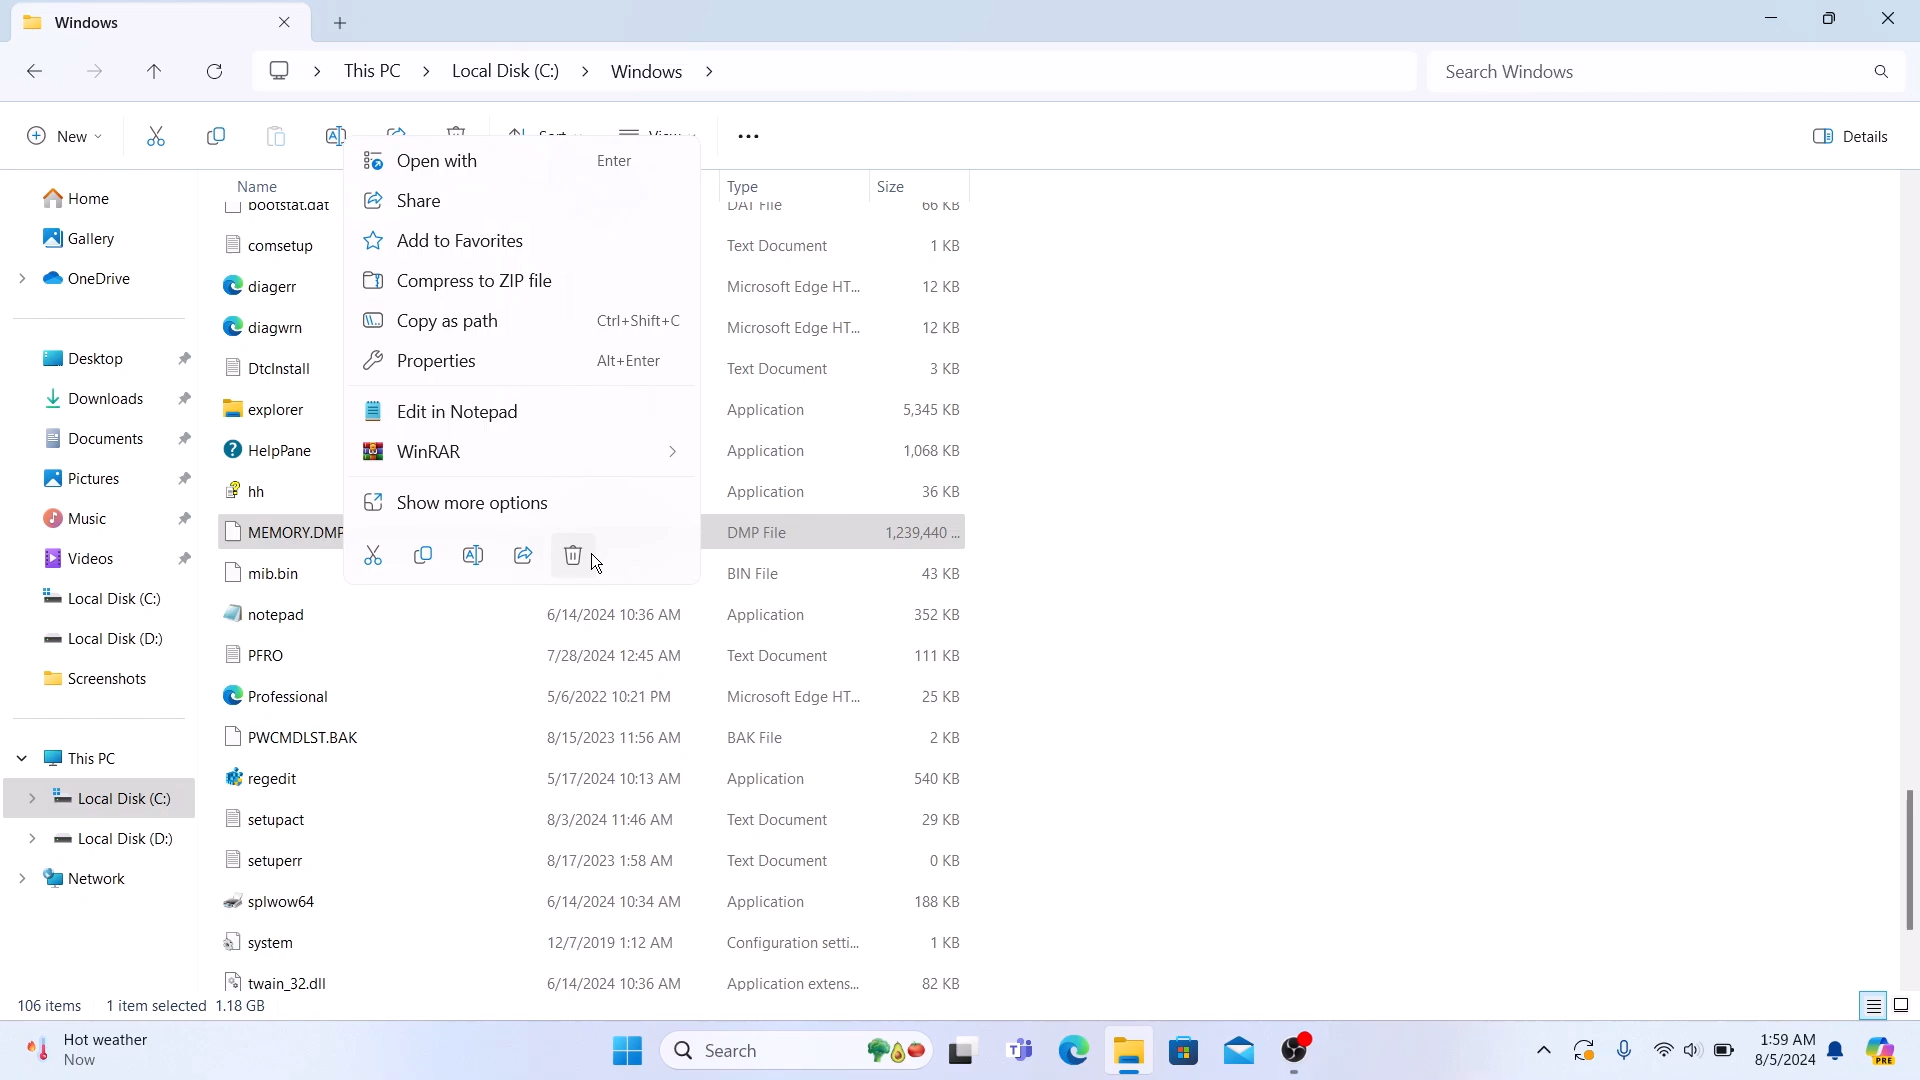 Windows
This PC > Local Disk (C:) > Windows >
Search Windows
New
Sort
View
Details
Home
Gallery
OneDrive
Desktop
Downloads
Documents
Pictures
Music
Videos
Local Disk (C:)
Local Disk (D:)
Screenshots
This PC
Local Disk (C:)
Local Disk (D:)
Network
Open with Enter
Share
Add to Favorites
Compress to ZIP file
Copy as path Ctrl+Shift+C
Properties Alt+Enter
Edit in Notepad
WinRAR
Show more options
Name Type Size
bootstat.dat DAT File 66 KB
comsetup Text Document 1 KB
diagerr Microsoft Edge HT... 12 KB
diagwrn Microsoft Edge HT... 12 KB
DtcInstall Text Document 3 KB
explorer Application 5,345 KB
HelpPane Application 1,068 KB
hh Application 36 KB
MEMORY.DMP DMP File 1,239,440 ...
mib.bin BIN File 43 KB
notepad 6/14/2024 10:36 AM Application 352 KB
PFRO 7/28/2024 12:45 AM Text Document 111 KB
Professional 5/6/2022 10:21 PM Microsoft Edge HT... 25 KB
PWCMDLST.BAK 8/15/2023 11:56 AM BAK File 2 KB
regedit 5/17/2024 10:13 AM Application 540 KB
setupact 8/3/2024 11:46 AM Text Document 29 KB
setuperr 8/17/2023 1:58 AM Text Document 0 KB
splwow64 6/14/2024 10:34 AM Application 188 KB
system 12/7/2019 1:12 AM Configuration setti... 1 KB
twain_32.dll 6/14/2024 10:36 AM Application extens... 82 KB
106 items 1 item selected 1.18 GB
Hot weather
Now
Search
1:59 AM
8/5/2024
PRE